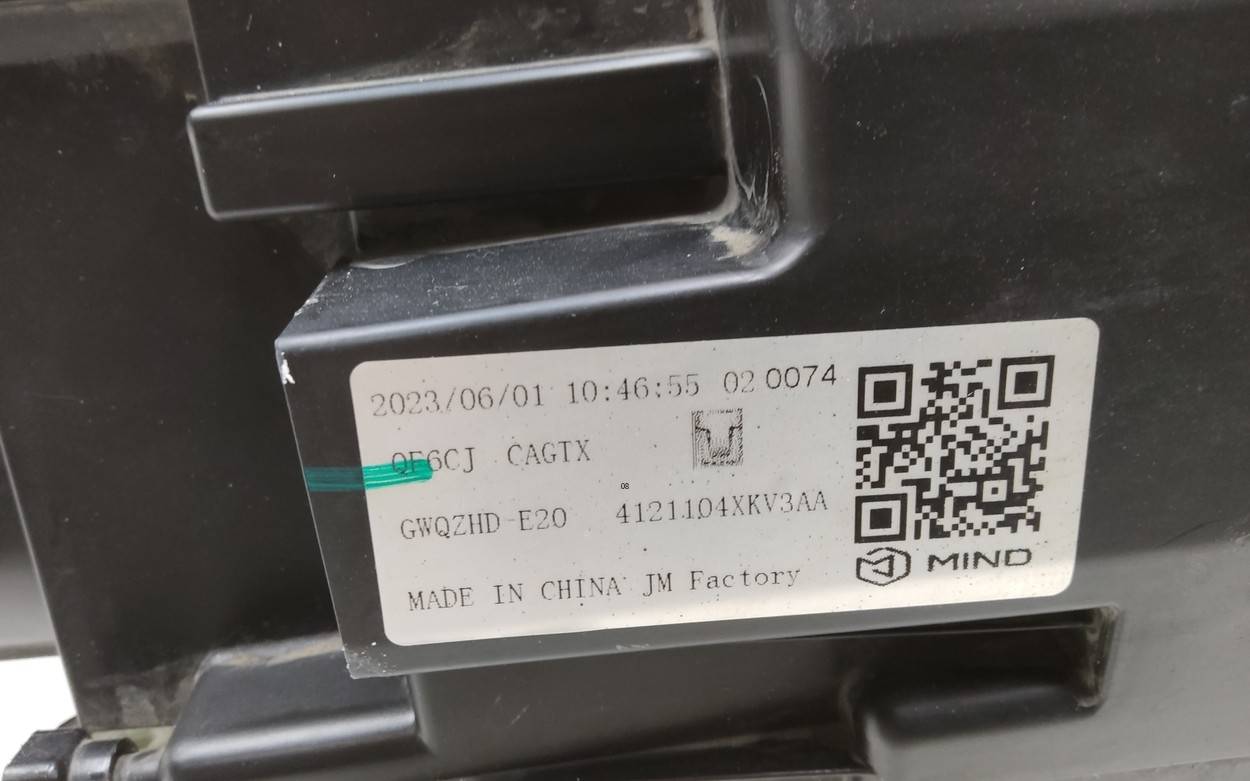 2023/06/01 10:46:55 02 0074
QF6CJ CAGTX
08
GWQZHD-E20 4121104XKV3AA
MIND
MADE IN CHINA JM Factory